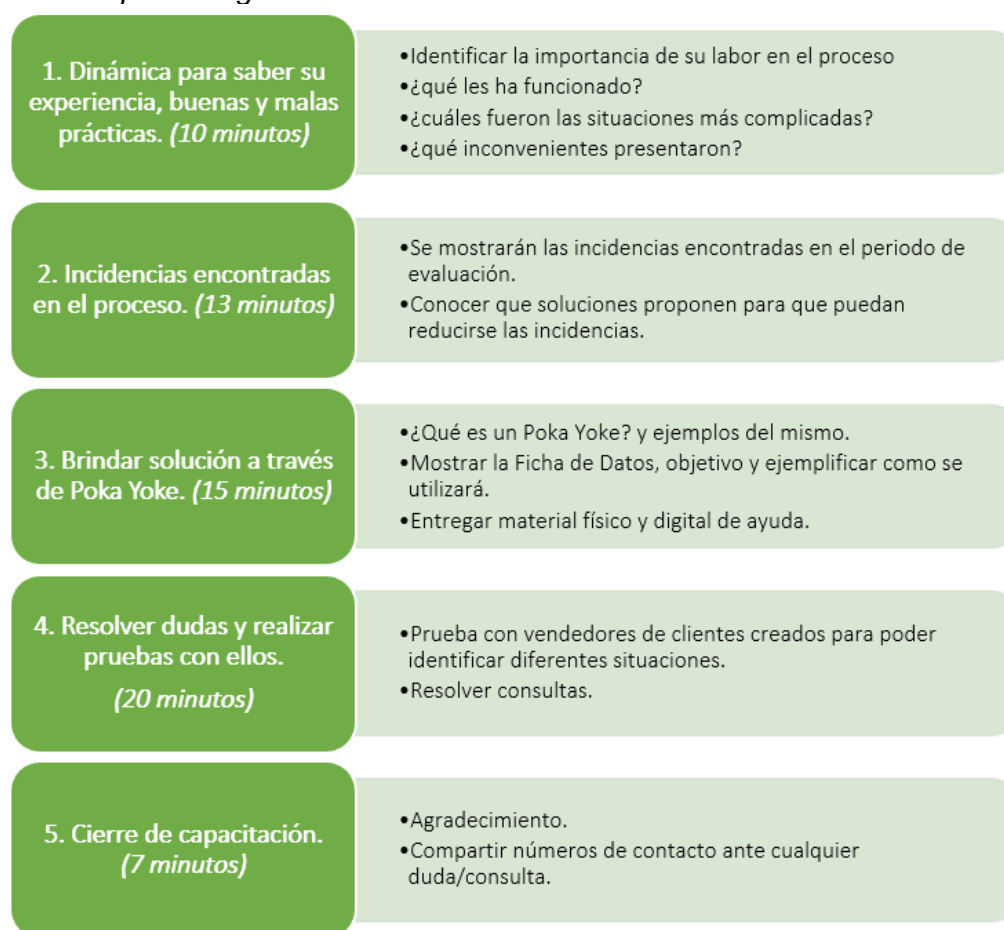 1. Dinámica para saber su
experiencia, buenas y malas
prácticas. (10 minutos)
•Identificar la importancia de su labor en el proceso
•¿qué les ha funcionado?
•¿cuáles fueron las situaciones más complicadas?
•¿qué inconvenientes presentaron?
2. Incidencias encontradas
en el proceso. (13 minutos)
•Se mostrarán las incidencias encontradas en el periodo de
evaluación.
•Conocer que soluciones proponen para que puedan
reducirse las incidencias.
3. Brindar solución a través
de Poka Yoke. (15 minutos)
•¿Qué es un Poka Yoke? y ejemplos del mismo.
•Mostrar la Ficha de Datos, objetivo y ejemplificar como se
utilizará.
•Entregar material físico y digital de ayuda.
4. Resolver dudas y realizar
pruebas con ellos.
(20 minutos)
•Prueba con vendedores de clientes creados para poder
identificar diferentes situaciones.
•Resolver consultas.
5. Cierre de capacitación.
(7 minutos)
•Agradecimiento.
•Compartir números de contacto ante cualquier
duda/consulta.